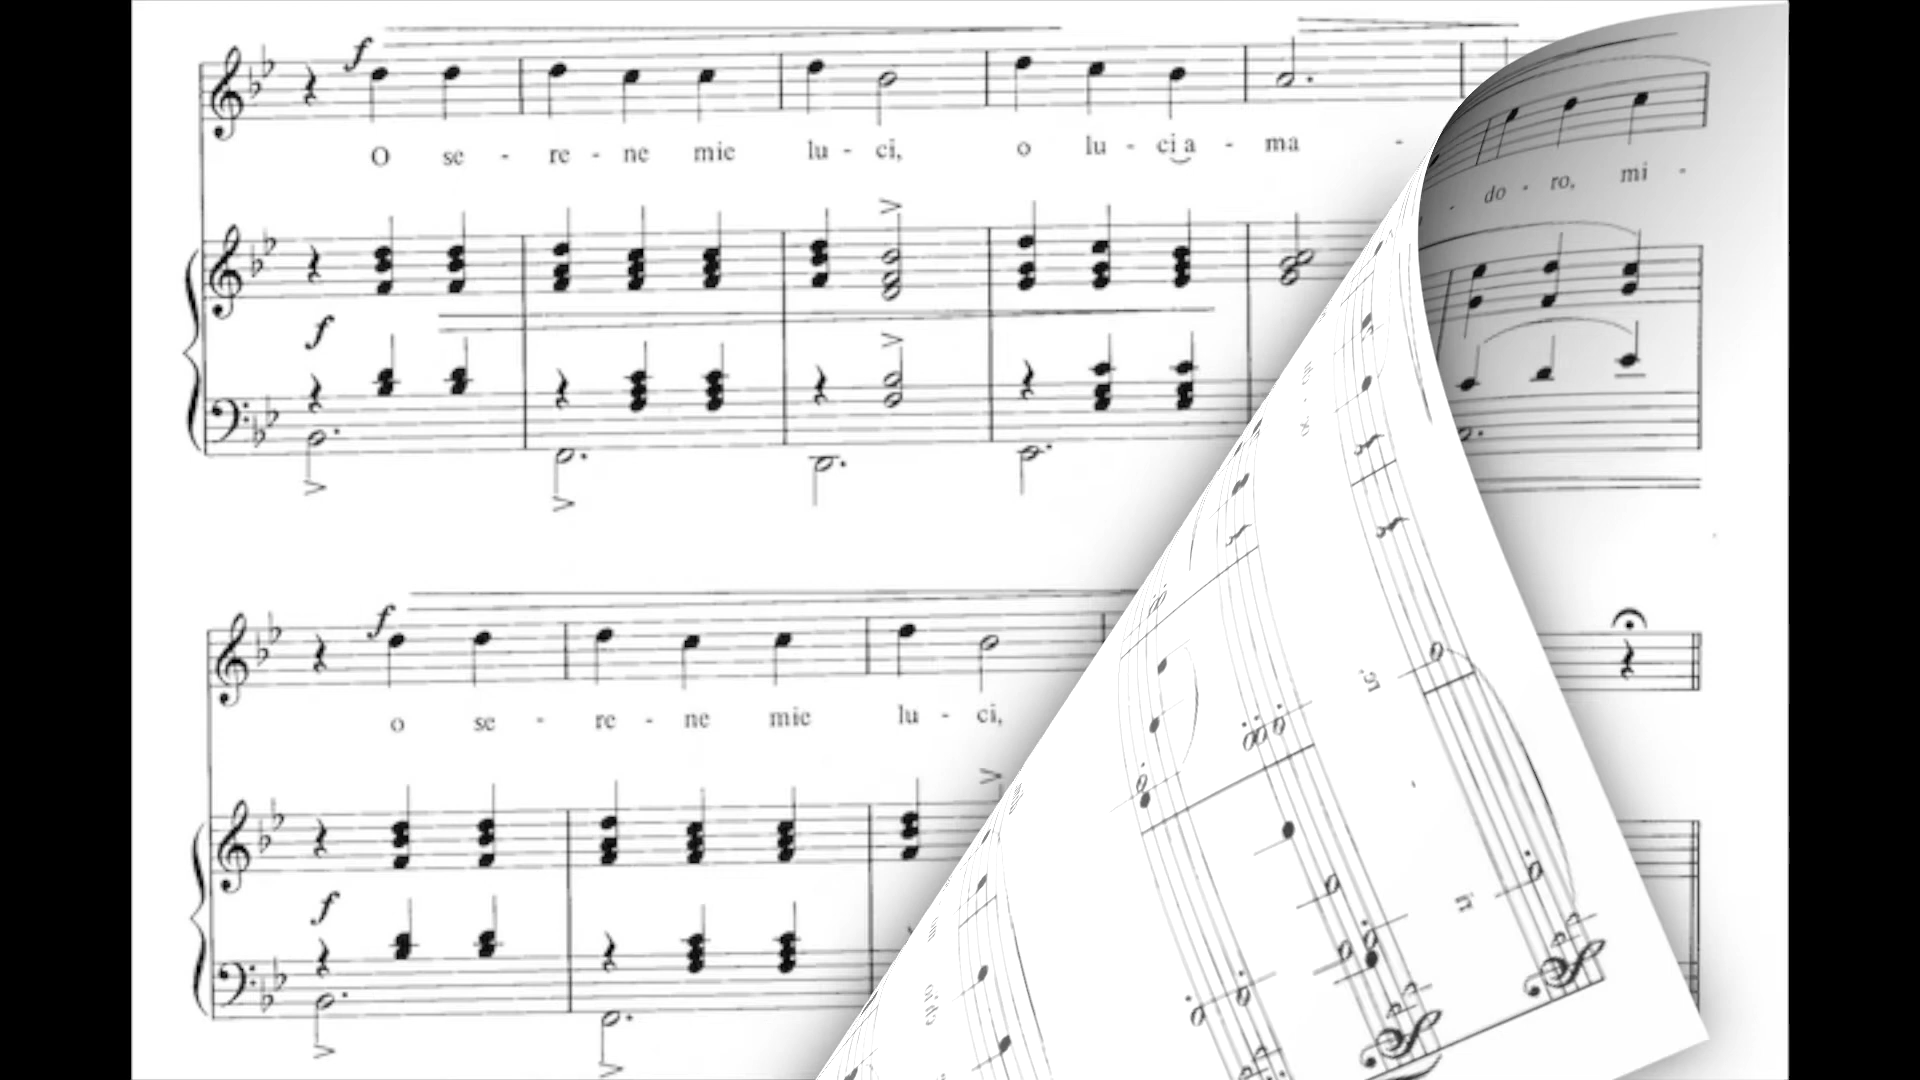 f
O se - re - ne mie lu - ci, o lu - ci a - ma -
do - ro, mi -
f
f
o se - re - ne mie lu - ci,
f